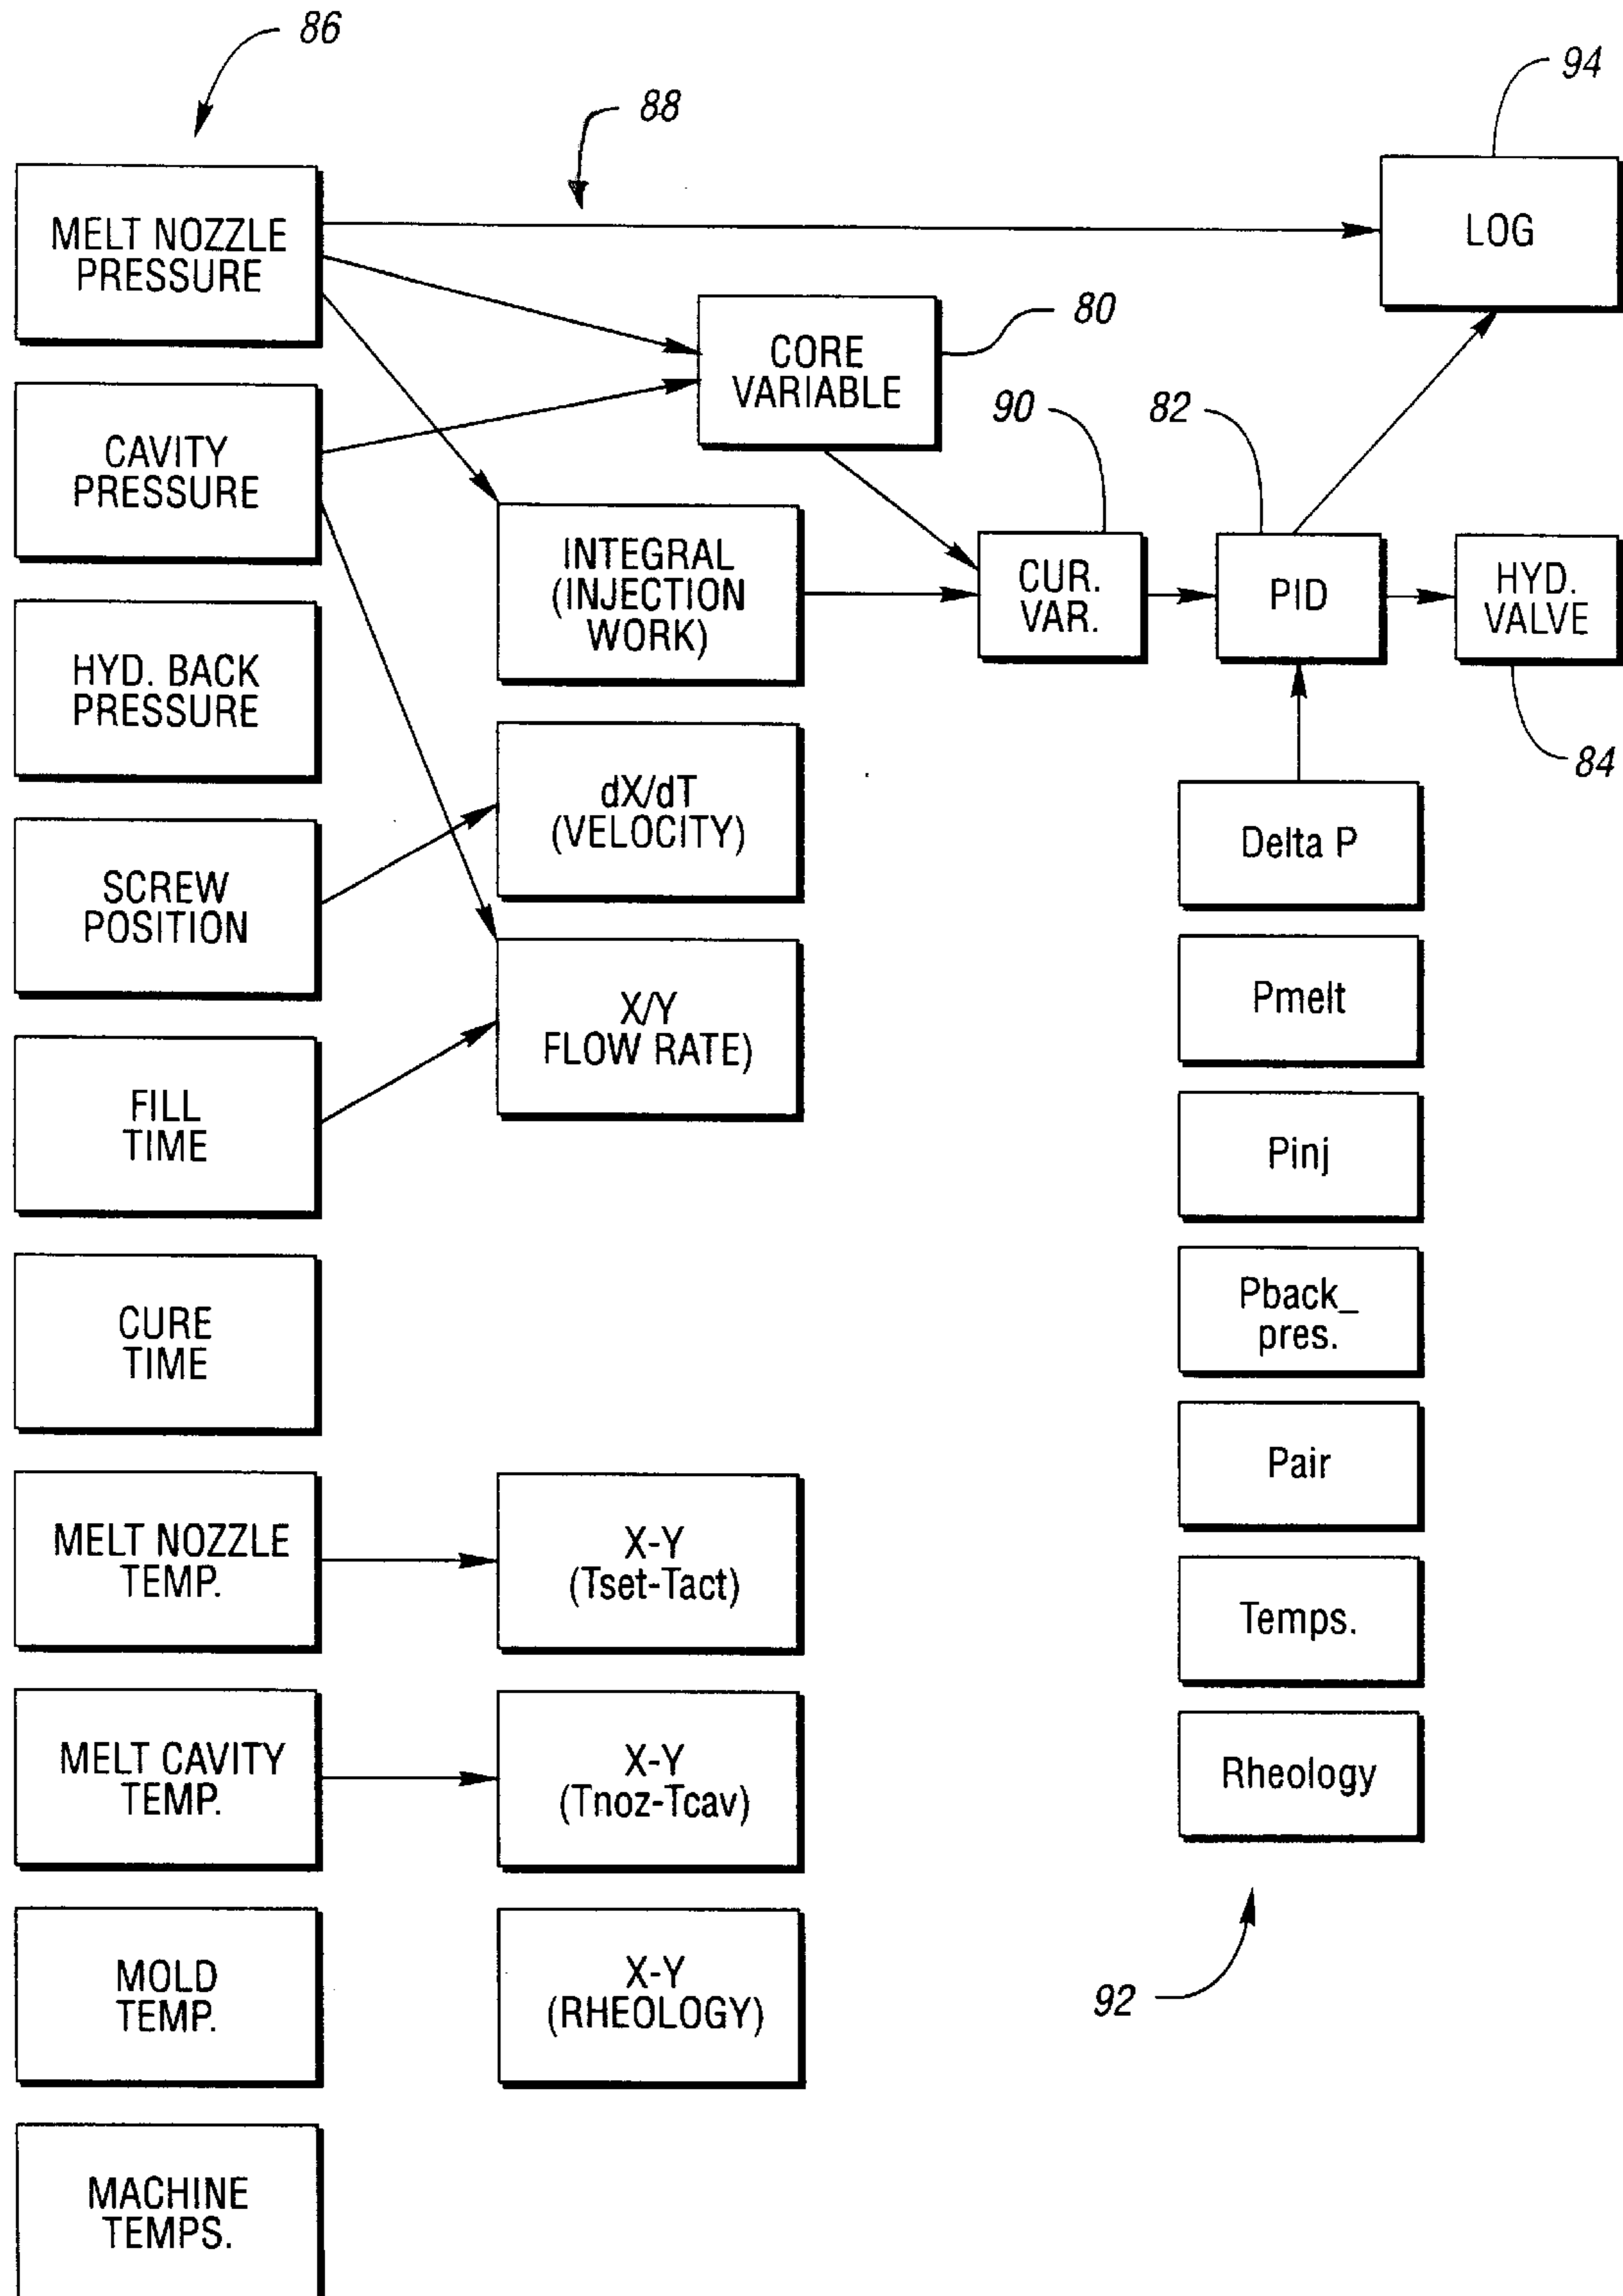 86
94
88
MELT NOZZLE
PRESSURE
LOG
CORE
VARIABLE
80
90
82
CAVITY
PRESSURE
INTEGRAL
(INJECTION
WORK)
CUR.
VAR.
PID
HYD.
VALVE
84
HYD. BACK
PRESSURE
dX/dT
(VELOCITY)
Delta P
SCREW
POSITION
X/Y
FLOW RATE)
Pmelt
FILL
TIME
Pinj
CURE
TIME
Pback_
pres.
Pair
MELT NOZZLE
TEMP.
X-Y
(Tset-Tact)
Temps.
MELT CAVITY
TEMP.
X-Y
(Tnoz-Tcav)
Rheology
MOLD
TEMP.
X-Y
(RHEOLOGY)
92
MACHINE
TEMPS.